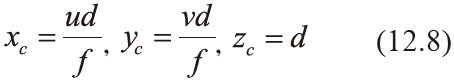 x_c = ud/f, y_c = vd/f, z_c = d (12.8)